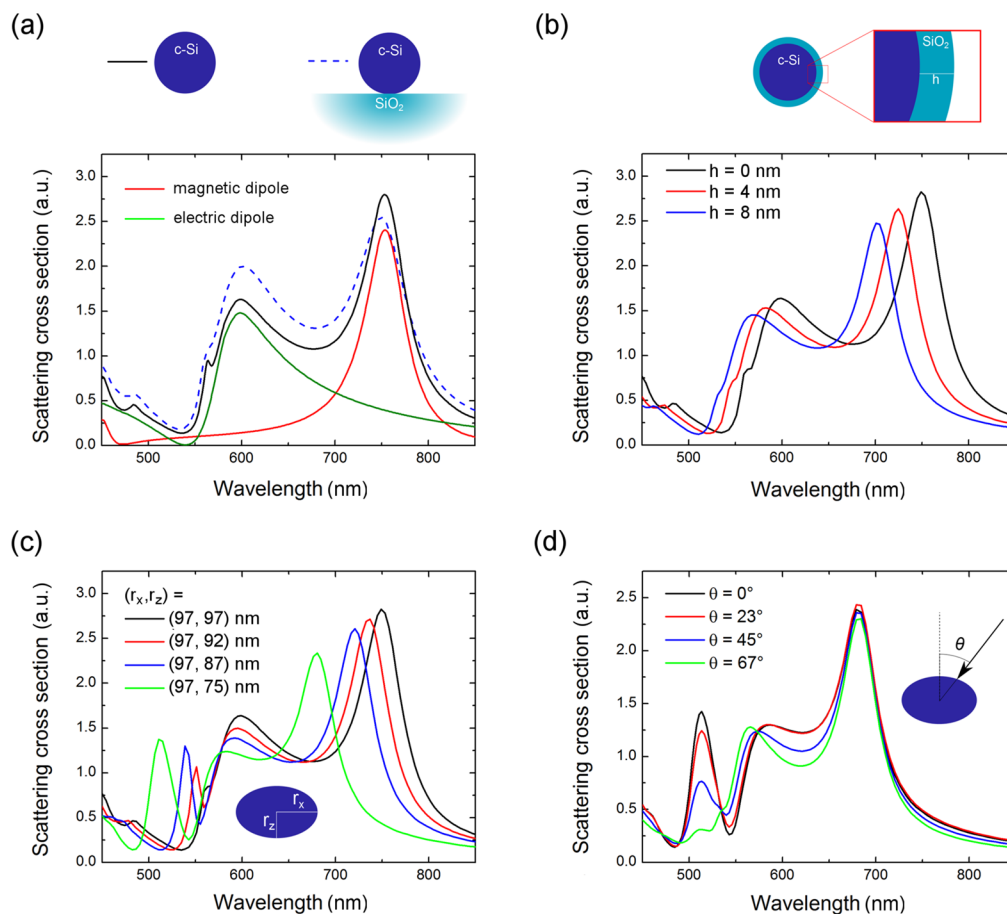 (a)
c-Si
c-Si
SiO2
magnetic dipole
electric dipole
Scattering cross section (a.u.)
3.0
2.5
2.0
1.5
1.0
0.5
0.0
500 600 700 800
Wavelength (nm)
(b)
c-Si
SiO2
h
h = 0 nm
h = 4 nm
h = 8 nm
Scattering cross section (a.u.)
3.0
2.5
2.0
1.5
1.0
0.5
0.0
500 600 700 800
Wavelength (nm)
(c)
(rx,rz) =
(97, 97) nm
(97, 92) nm
(97, 87) nm
(97, 75) nm
rx
rz
Scattering cross section (a.u.)
3.0
2.5
2.0
1.5
1.0
0.5
0.0
500 600 700 800
Wavelength (nm)
(d)
θ = 0°
θ = 23°
θ = 45°
θ = 67°
θ
Scattering cross section (a.u.)
2.5
2.0
1.5
1.0
0.5
0.0
500 600 700 800
Wavelength (nm)